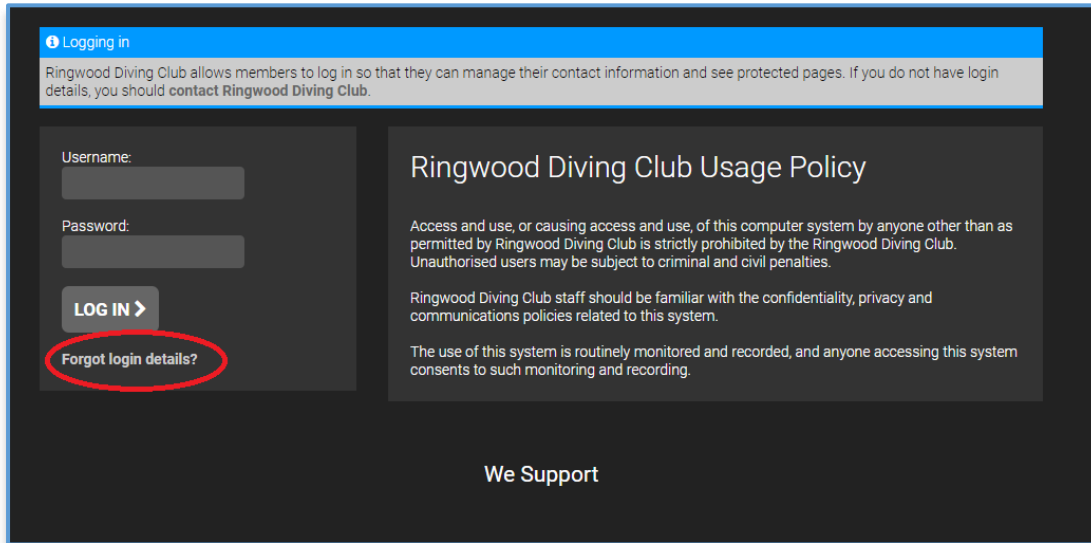 Logging in
Ringwood Diving Club allows members to log in so that they can manage their contact information and see protected pages. If you do not have login
details, you should contact Ringwood Diving Club.
Username:
Password:
LOG IN
Forgot login details?
Ringwood Diving Club Usage Policy
Access and use, or causing access and use, of this computer system by anyone other than as
permitted by Ringwood Diving Club is strictly prohibited by the Ringwood Diving Club.
Unauthorised users may be subject to criminal and civil penalties.
Ringwood Diving Club staff should be familiar with the confidentiality, privacy and
communications policies related to this system.
The use of this system is routinely monitored and recorded, and anyone accessing this system
consents to such monitoring and recording.
We Support